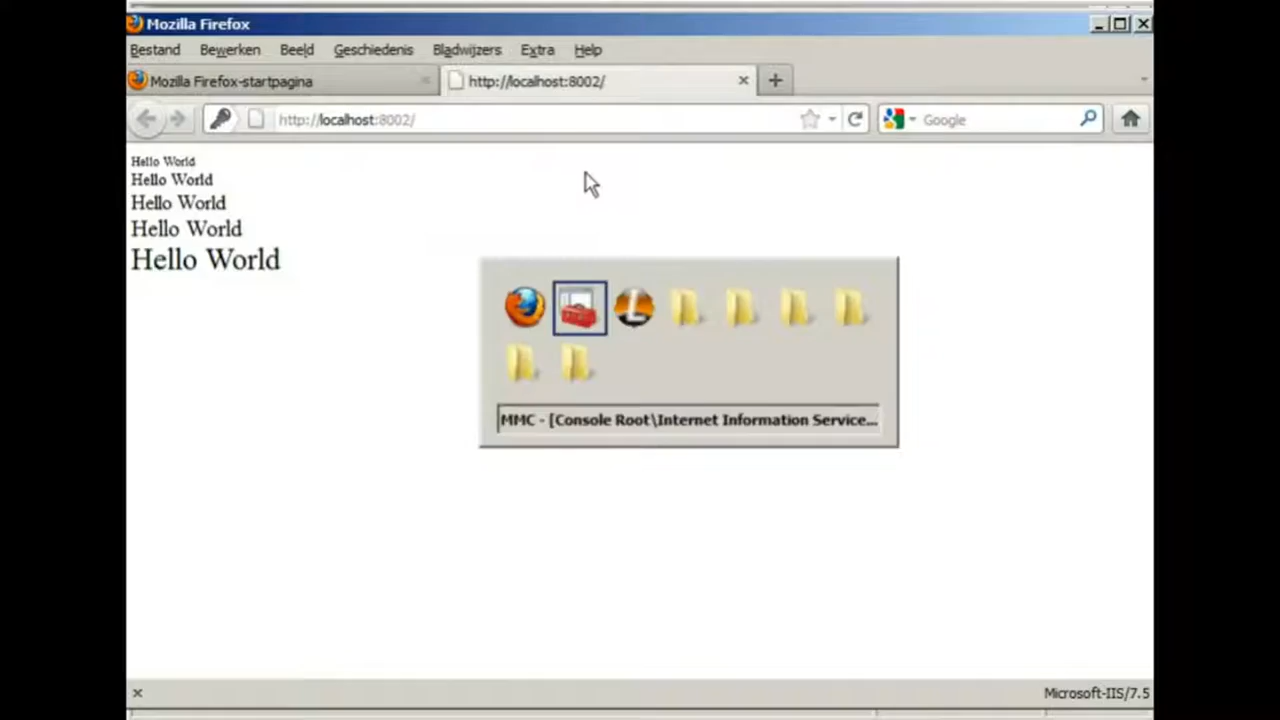 Mozilla Firefox
Bestand Bewerken Beeld Geschiedenis Bladwijzers Extra Help
Mozilla Firefox-startpagina http://localhost:8002/
http://localhost:8002/ Google
Hello World
Hello World
Hello World
Hello World
Hello World
MMC - [Console Root\Internet Information Service...
Microsoft-IIS/7.5